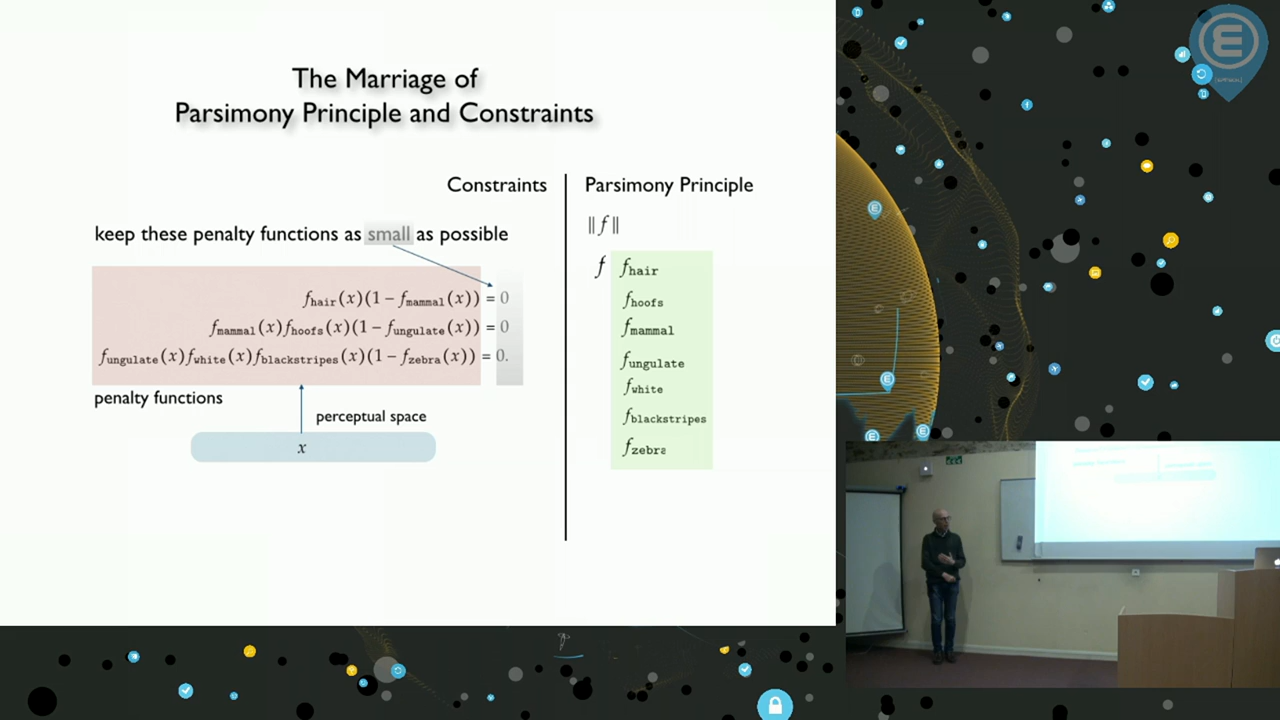 The Marriage of
Parsimony Principle and Constraints
Constraints
Parsimony Principle
keep these penalty functions as small as possible
f_hair(x)(1 − f_mammal(x)) = 0
f_mammal(x)f_hoofs(x)(1 − f_ungulate(x)) = 0
f_ungulate(x)f_white(x)f_blackstripes(x)(1 − f_zebra(x)) = 0.
penalty functions
perceptual space
x
‖f‖
f
f_hair
f_hoofs
f_mammal
f_ungulate
f_white
f_blackstripes
f_zebra